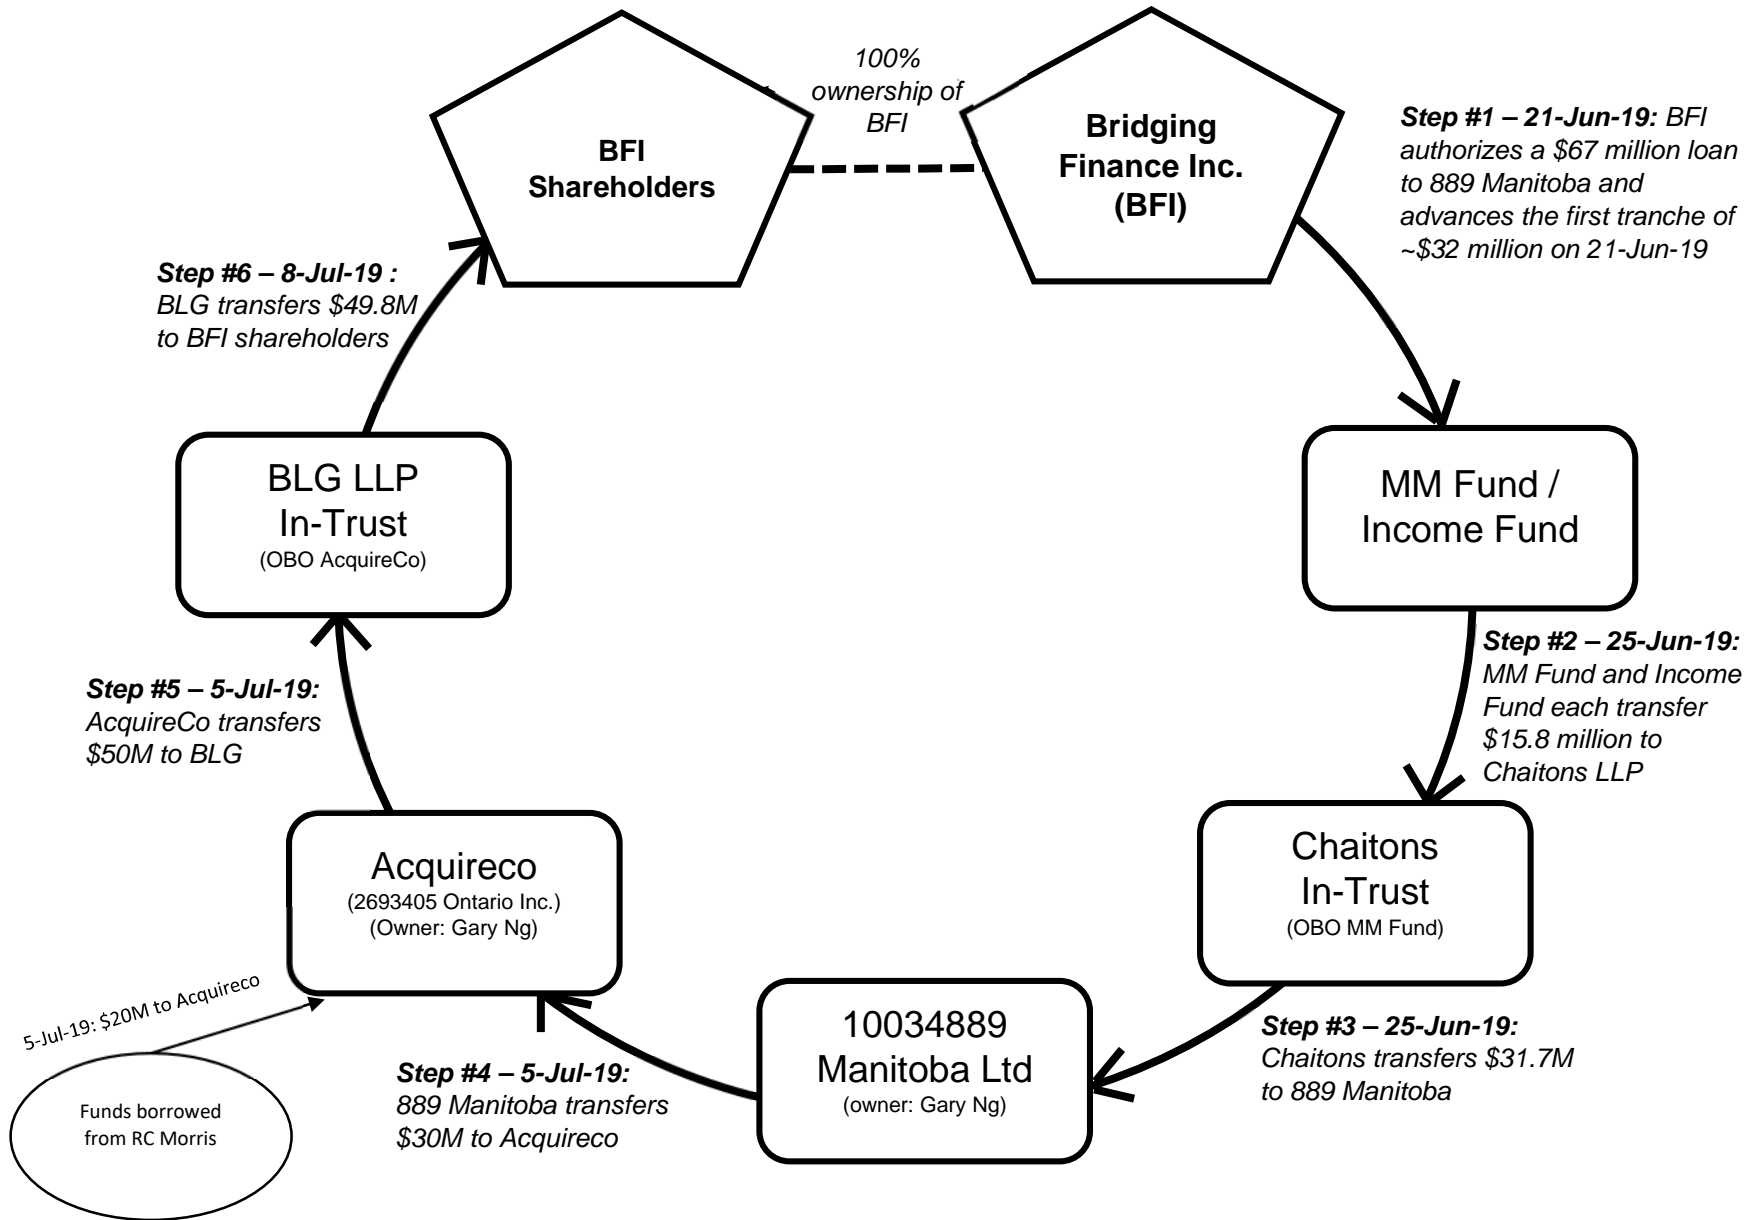 100%
ownership of
BFI
BFI
Shareholders
Bridging
Finance Inc.
(BFI)
Step #1 – 21-Jun-19: BFI
authorizes a $67 million loan
to 889 Manitoba and
advances the first tranche of
~$32 million on 21-Jun-19
Step #6 – 8-Jul-19 :
BLG transfers $49.8M
to BFI shareholders
BLG LLP
In-Trust
(OBO AcquireCo)
MM Fund /
Income Fund
Step #2 – 25-Jun-19:
MM Fund and Income
Fund each transfer
$15.8 million to
Chaitons LLP
Step #5 – 5-Jul-19:
AcquireCo transfers
$50M to BLG
Acquireco
(2693405 Ontario Inc.)
(Owner: Gary Ng)
Chaitons
In-Trust
(OBO MM Fund)
5-Jul-19: $20M to Acquireco
Funds borrowed
from RC Morris
Step #4 – 5-Jul-19:
889 Manitoba transfers
$30M to Acquireco
10034889
Manitoba Ltd
(owner: Gary Ng)
Step #3 – 25-Jun-19:
Chaitons transfers $31.7M
to 889 Manitoba